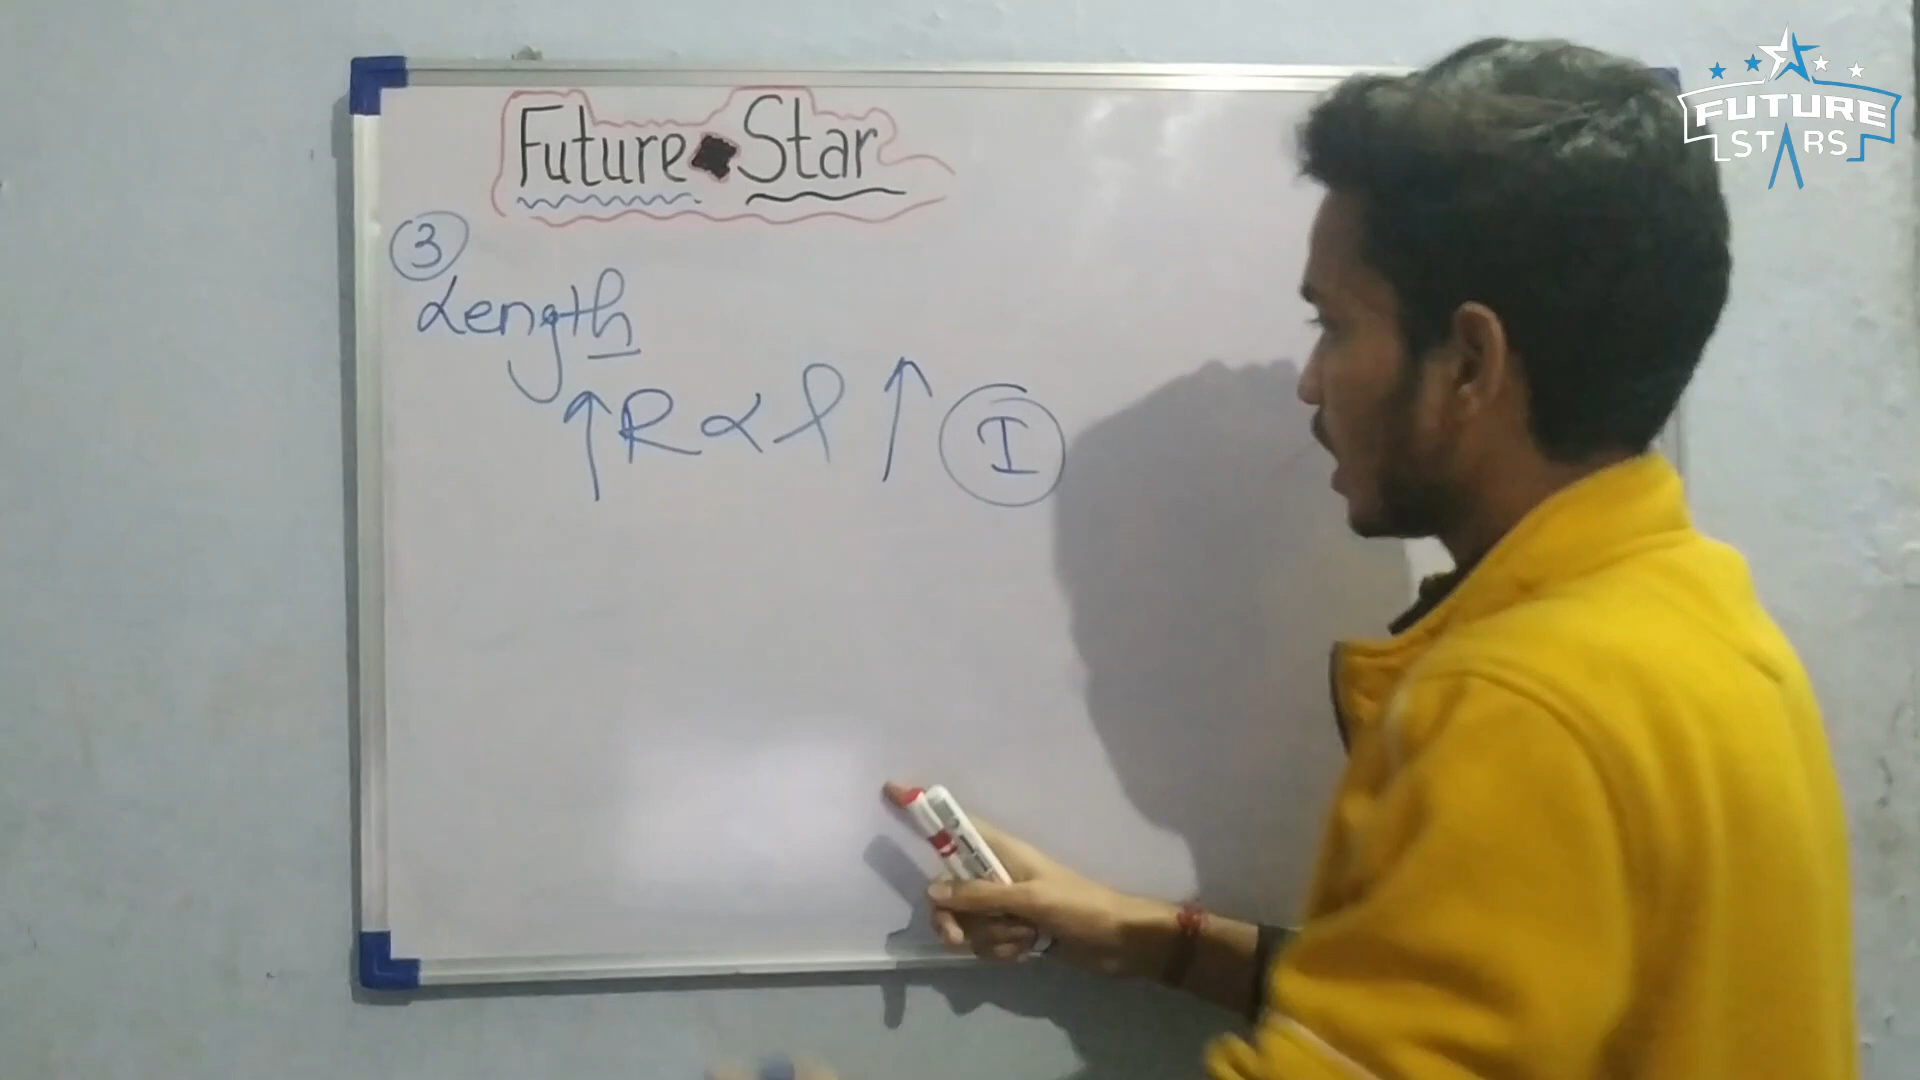 Future Star
3
Length
↑R∝l↑ I
FUTURE
STARS